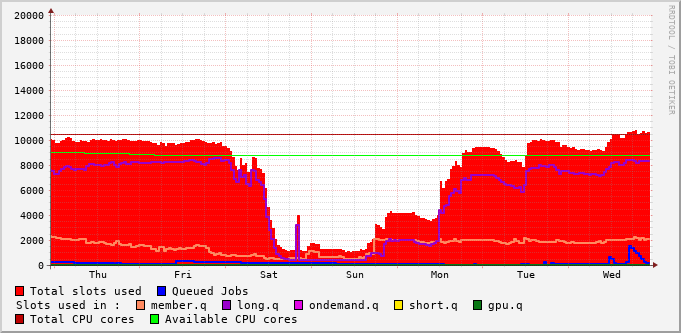 20000
18000
16000
14000
12000
10000
8000
6000
4000
2000
0
Thu Fri Sat Sun Mon Tue Wed
RRDTOOL / TOBI OETIKER
Total slots used Queued Jobs
Slots used in : member.q long.q ondemand.q short.q gpu.q
Total CPU cores Available CPU cores